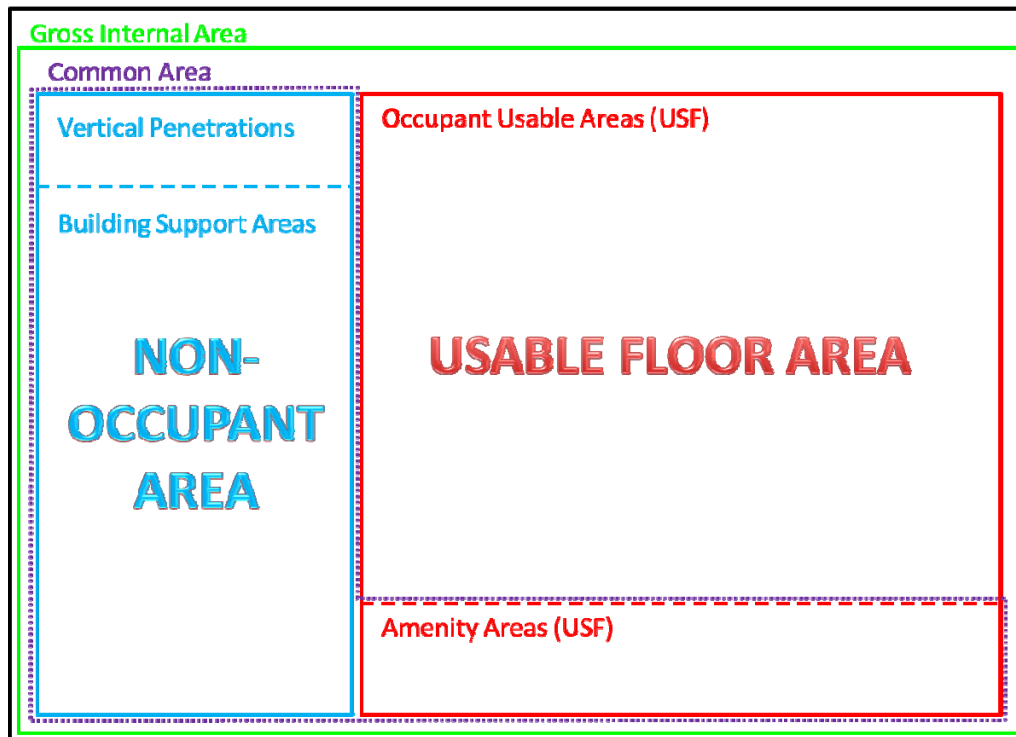 Gross Internal Area
Common Area
Vertical Penetrations
Building Support Areas
NON-
OCCUPANT
AREA
Occupant Usable Areas (USF)
USABLE FLOOR AREA
Amenity Areas (USF)